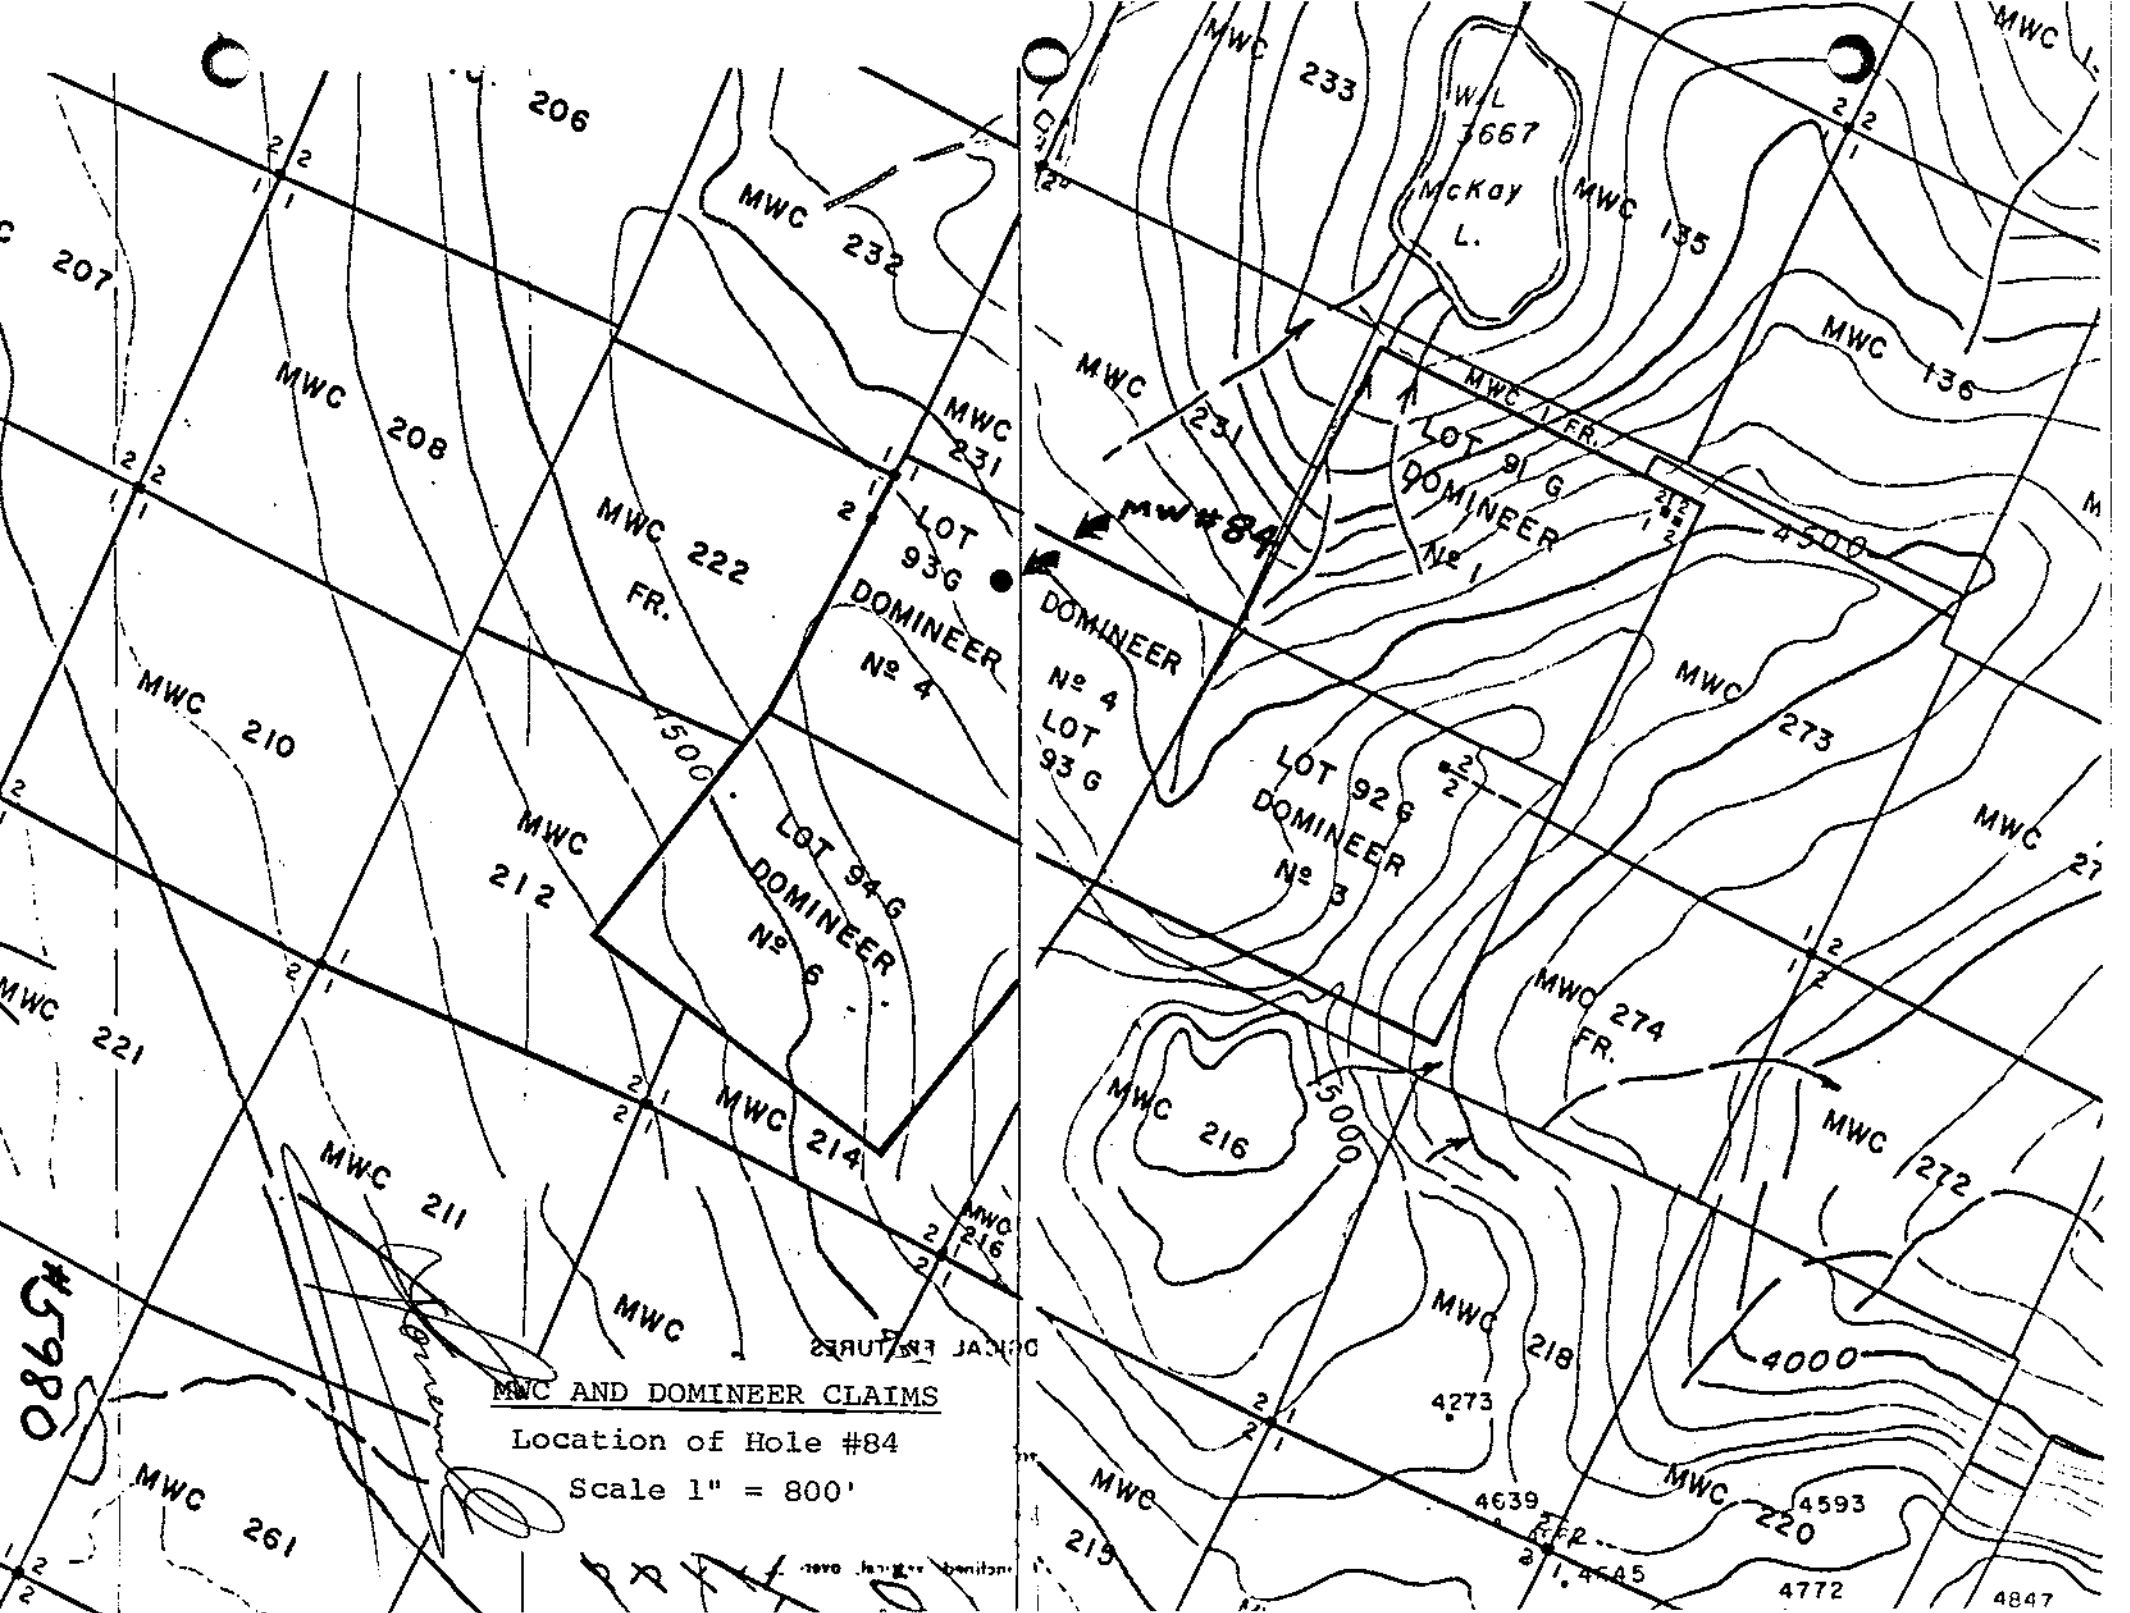 206
MWC 232
207
MWC 208
MWC 231
MWC 222 FR.
LOT 93G DOMINEER Nº 4
MWC 210
4500
MWC 212
LOT 94 G DOMINEER Nº 6
MWC 221
MWC 214
MWC 211
MWC 216
MWC
#5980
MWC AND DOMINEER CLAIMS
Location of Hole #84
Scale 1" = 800'
MWC 261
MWC 233
W/L 3667
McKay L.
MWC 135
MWC
MWC 136
MWC 231
MWC 1 FR.
LOT 91 G
DOMINEER
Nº 1
MW#84
4500
DOMINEER
Nº 4
LOT
93 G
MWC 273
LOT 92 G
DOMINEER
Nº 3
MWC 27
MWC 274
FR.
MWC 216
5000
MWC 272
MWC 218
4000
4273
MWC 215
4639
MWC 220
4593
4645
4772
4847